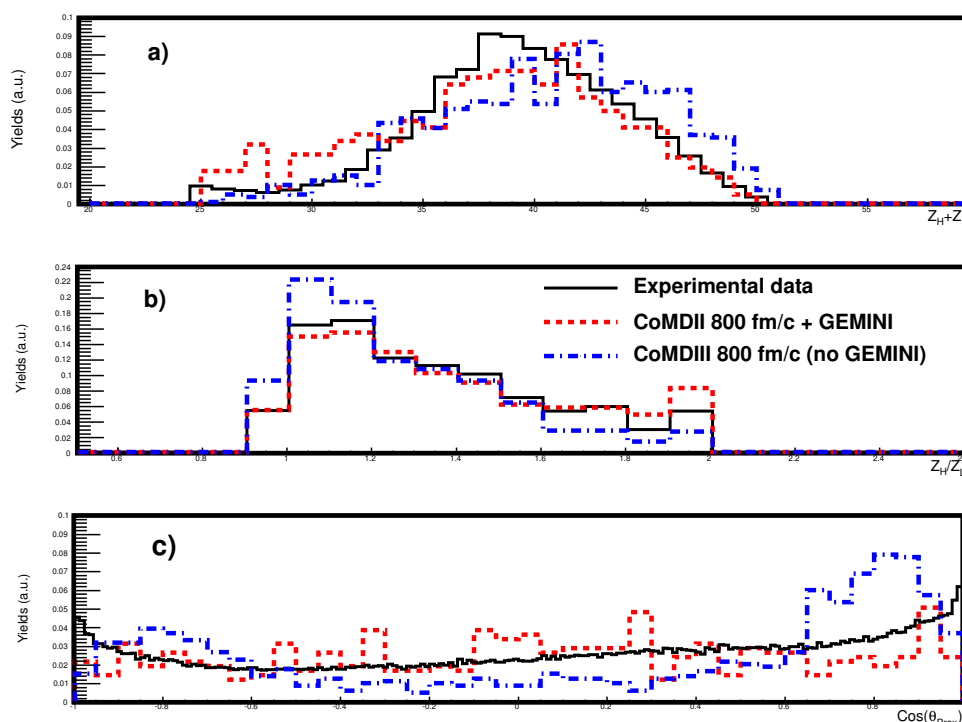 0.1
a)
0.09
0.08
0.07
0.06
0.05
0.04
0.03
0.02
0.01
0
Yields (a.u.)
20 25 30 35 40 45 50 55
Z_H+Z
0.24
b)
0.22
0.2
0.18
0.16
0.14
0.12
0.1
0.08
0.06
0.04
0.02
0
Yields (a.u.)
Experimental data
CoMDII 800 fm/c + GEMINI
CoMDIII 800 fm/c (no GEMINI)
0.6 0.8 1 1.2 1.4 1.6 1.8 2 2.2 2.4 2.6
Z_H/Z
0.1
c)
0.09
0.08
0.07
0.06
0.05
0.04
0.03
0.02
0.01
0
Yields (a.u.)
-1 -0.8 -0.6 -0.4 -0.2 0 0.2 0.4 0.6 0.8
Cos(θ_Prox)